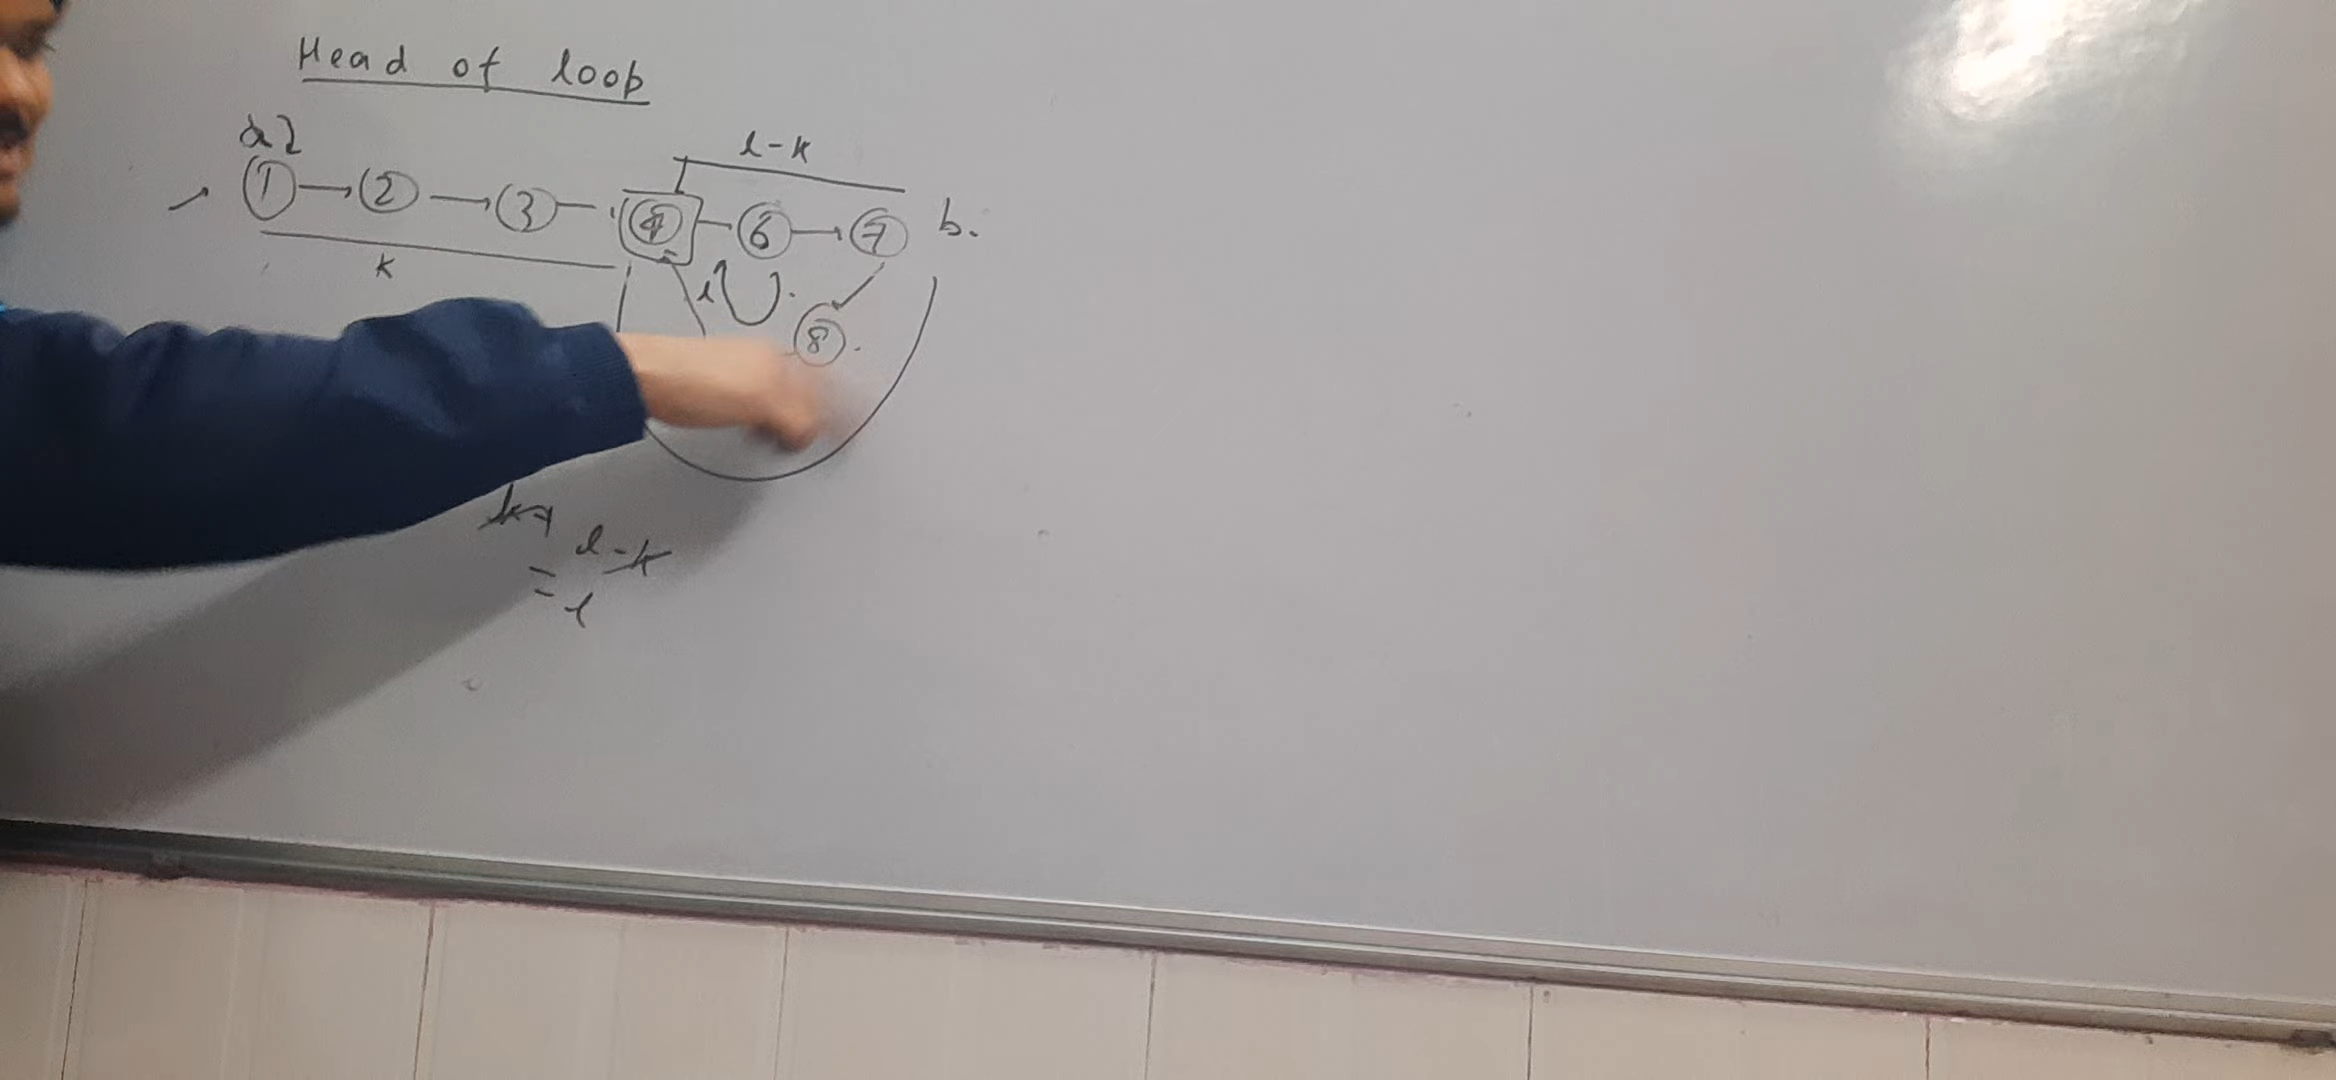 Head of loop
l-k
1 → 2 → 3 - 4 - 6 → 7 b.
k
l
8
k+
l-k
= l